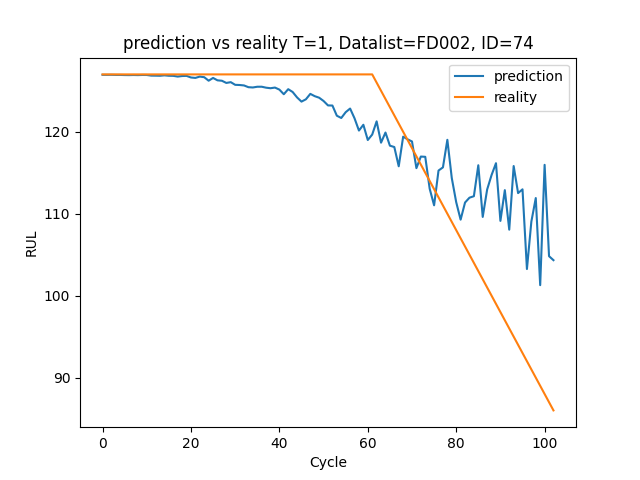 prediction vs reality T=1, Datalist=FD002, ID=74
prediction
reality
RUL
120
110
100
90
0 20 40 60 80 100
Cycle